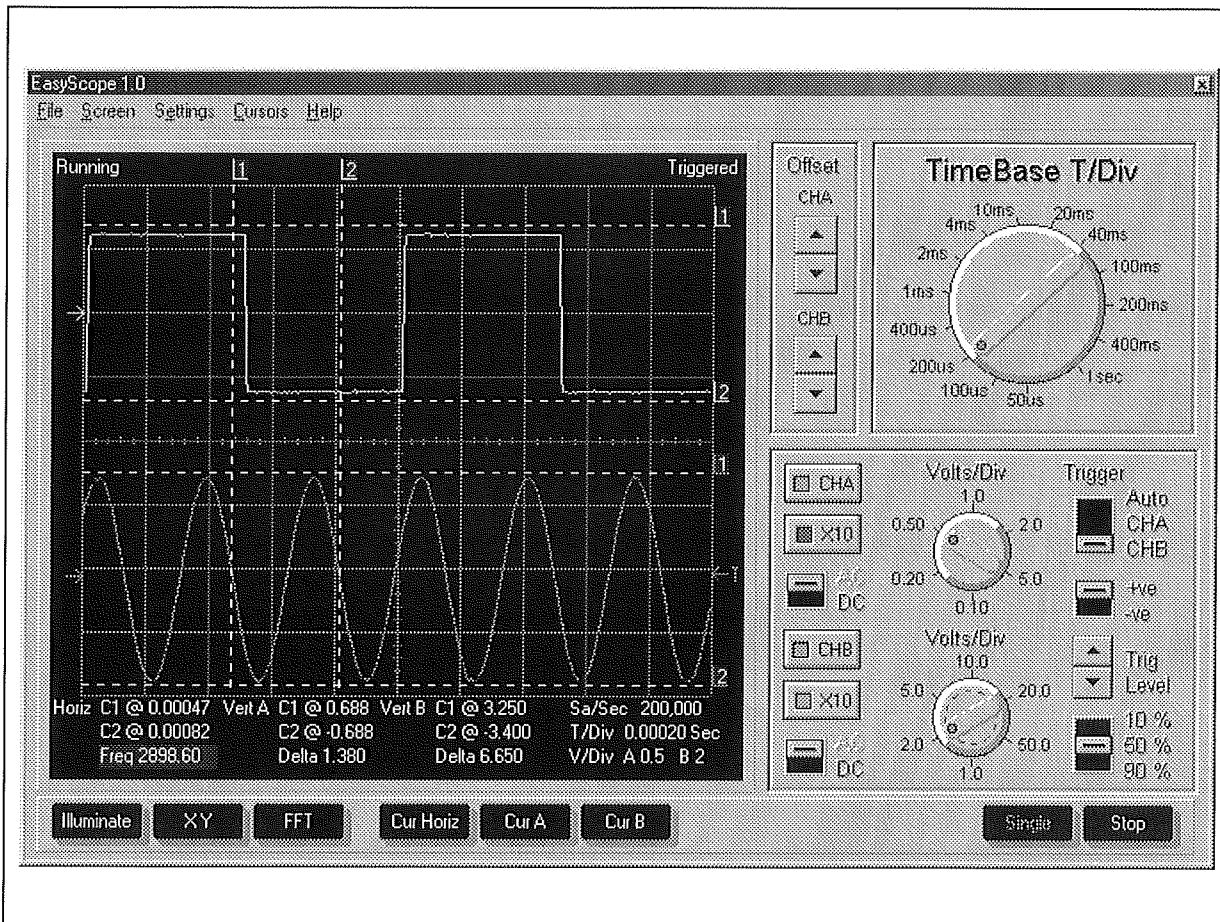 EasyScope 1.0
File Screen Settings Cursors Help
Running 1 2 Triggered
1
2
1
2
T
Horiz C1 @ 0.00047 Vert A C1 @ 0.688 Vert B C1 @ 3.250 Sa/Sec 200,000
C2 @ 0.00082 C2 @ -0.688 C2 @ -3.400 T/Div 0.00020 Sec
Freq 2898.60 Delta 1.380 Delta 6.650 V/Div A 0.5 B 2
Offset
CHA
CHB
TimeBase T/Div
10ms 20ms
4ms 40ms
2ms 100ms
1ms 200ms
400us 400ms
200us 1sec
100us 50us
CHA
X10
AC
DC
CHB
X10
AC
DC
Volts/Div
1.0
0.50 2.0
0.20 5.0
0.10
Volts/Div
10.0
5.0 20.0
2.0 50.0
1.0
Trigger
Auto
CHA
CHB
+ve
-ve
Trig
Level
10 %
50 %
90 %
Illuminate XY FFT Cur Horiz Cur A Cur B Single Stop